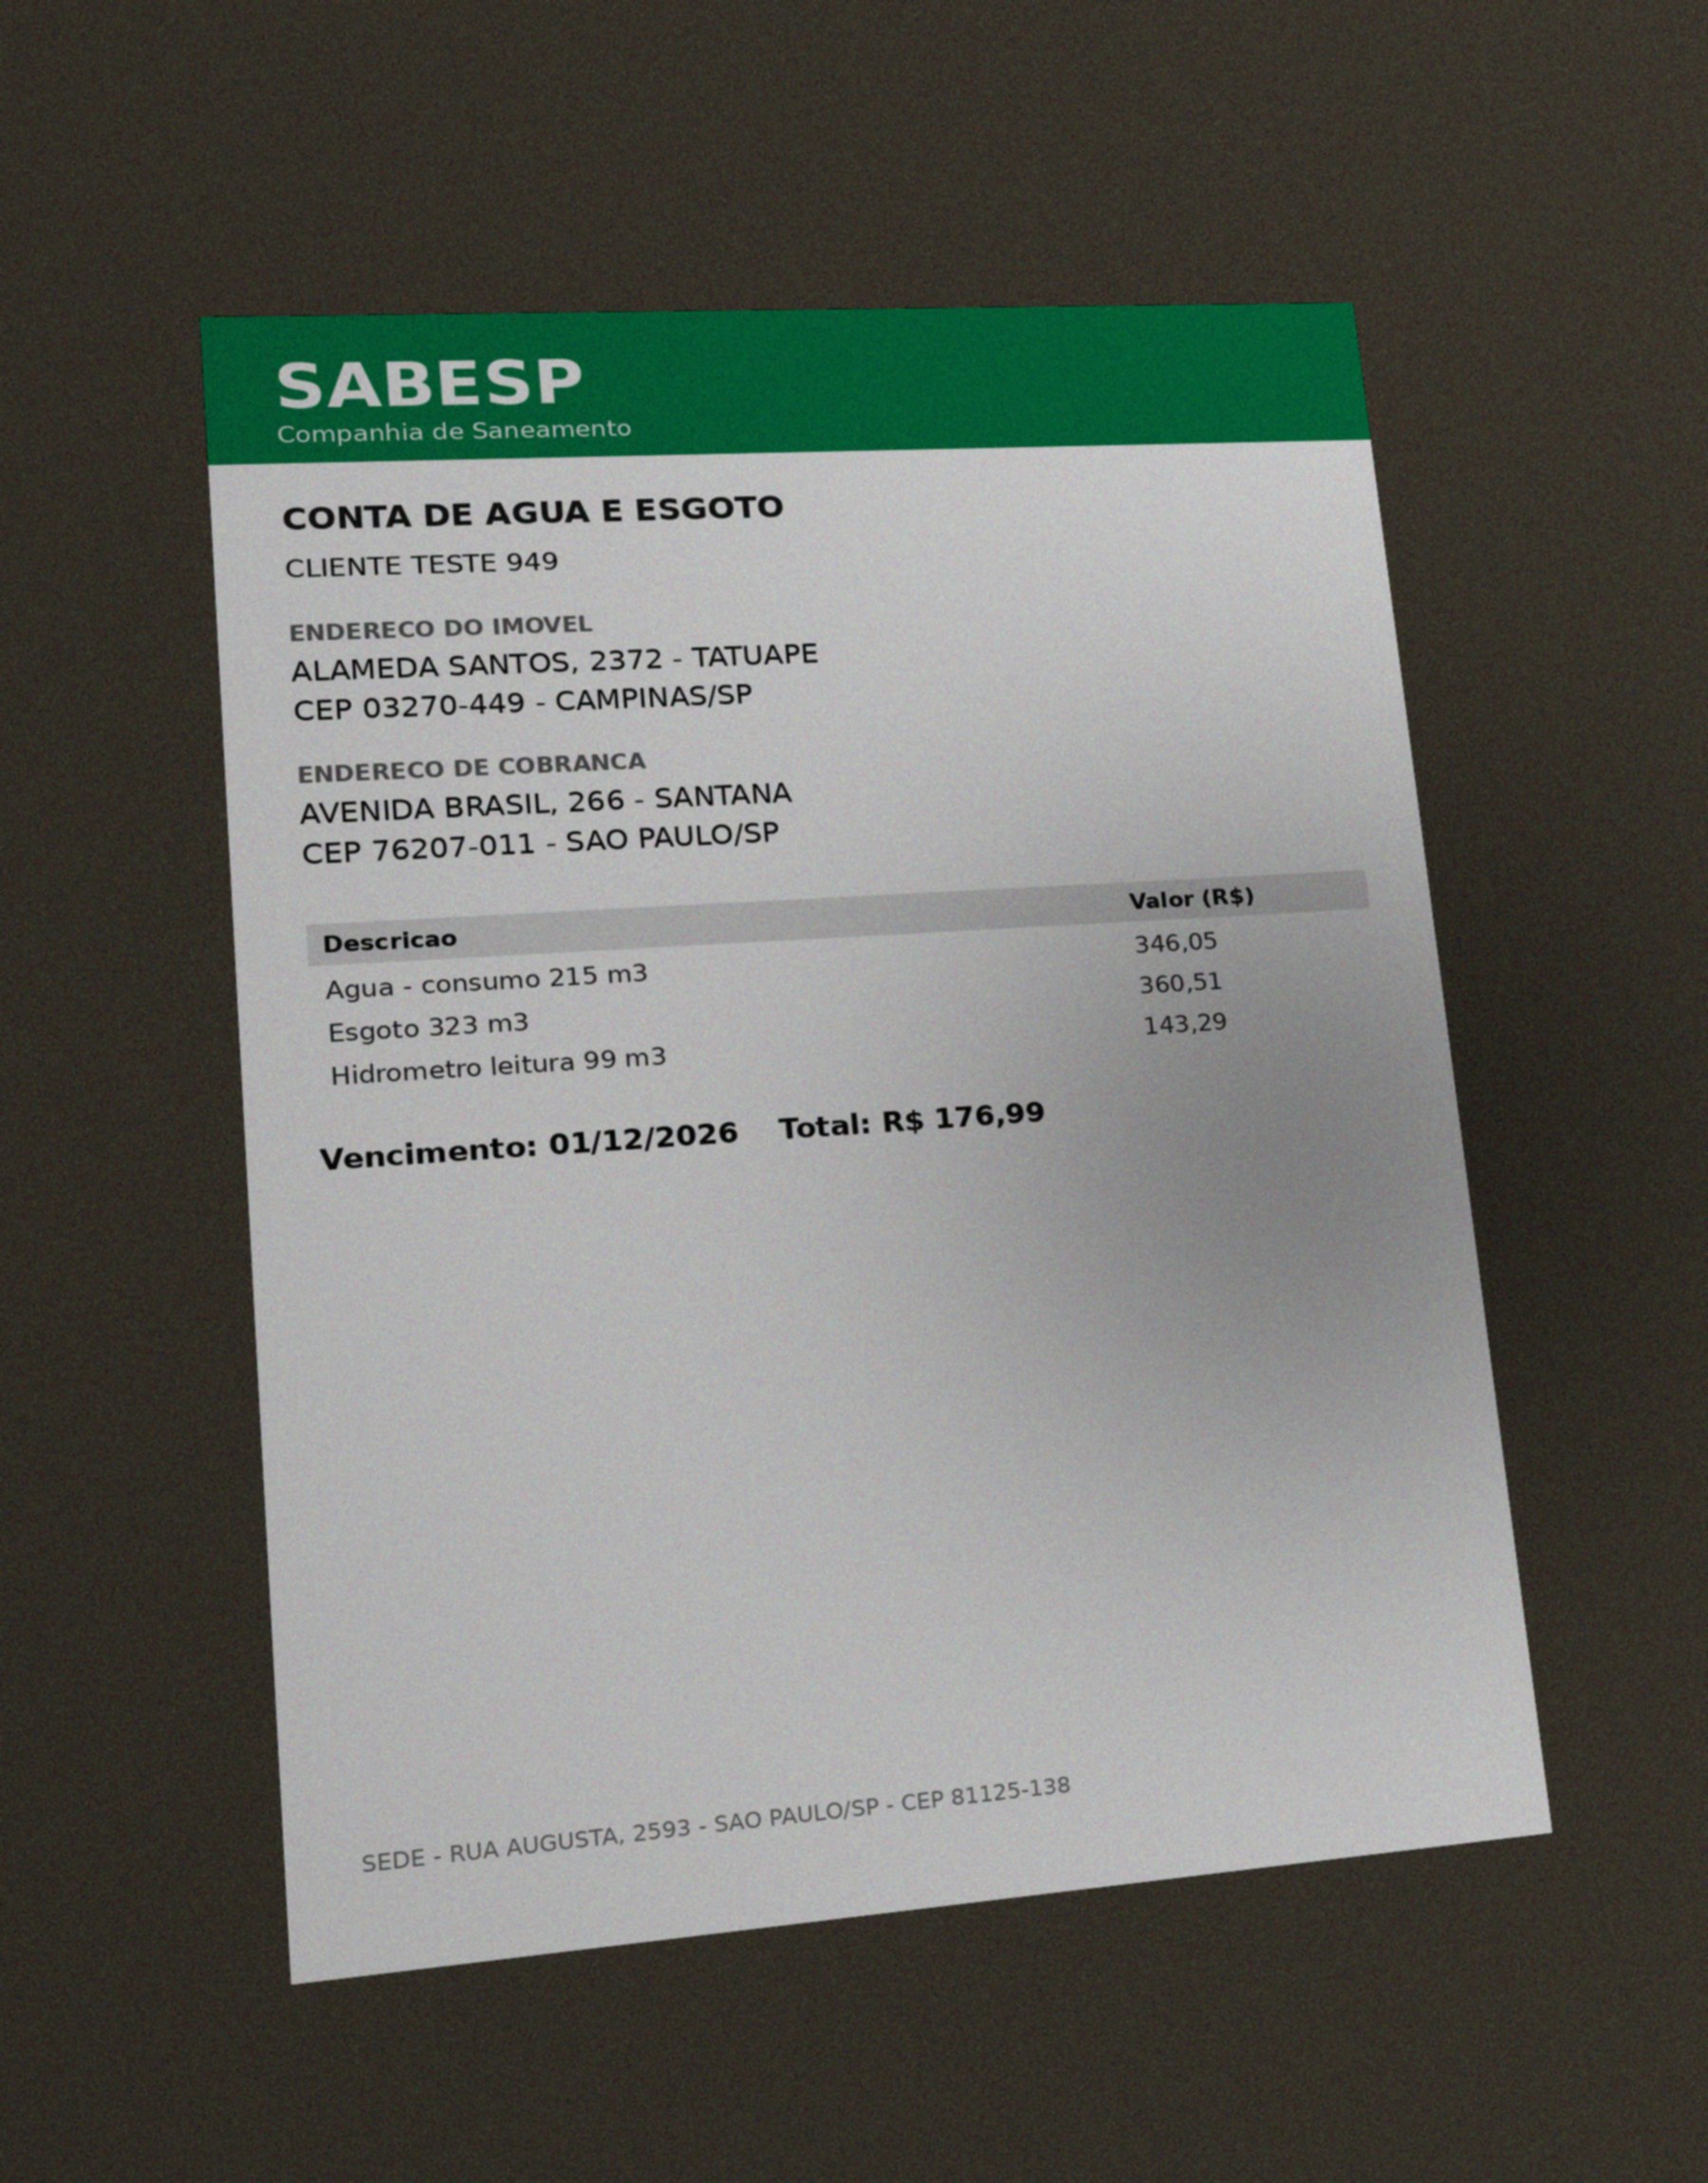 SABESP
Companhia de Saneamento
CONTA DE AGUA E ESGOTO
CLIENTE TESTE 949
ENDERECO DO IMOVEL
ALAMEDA SANTOS, 2372 - TATUAPE
CEP 03270-449 - CAMPINAS/SP
ENDERECO DE COBRANCA
AVENIDA BRASIL, 266 - SANTANA
CEP 76207-011 - SAO PAULO/SP
Descricao Valor (R$)
Agua - consumo 215 m3 346,05
Esgoto 323 m3 360,51
Hidrometro leitura 99 m3 143,29
Vencimento: 01/12/2026 Total: R$ 176,99
SEDE - RUA AUGUSTA, 2593 - SAO PAULO/SP - CEP 81125-138